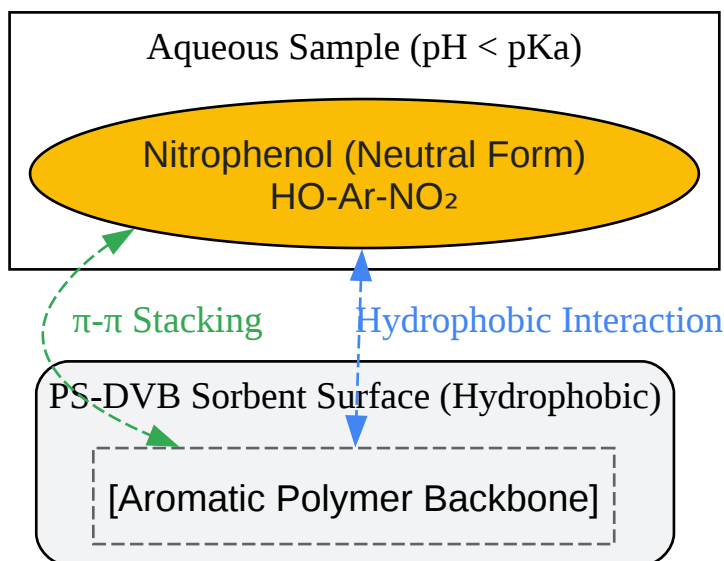 Aqueous Sample (pH < pKa)
Nitrophenol (Neutral Form)
HO-Ar-NO₂
π-π Stacking
Hydrophobic Interaction
PS-DVB Sorbent Surface (Hydrophobic)
[Aromatic Polymer Backbone]